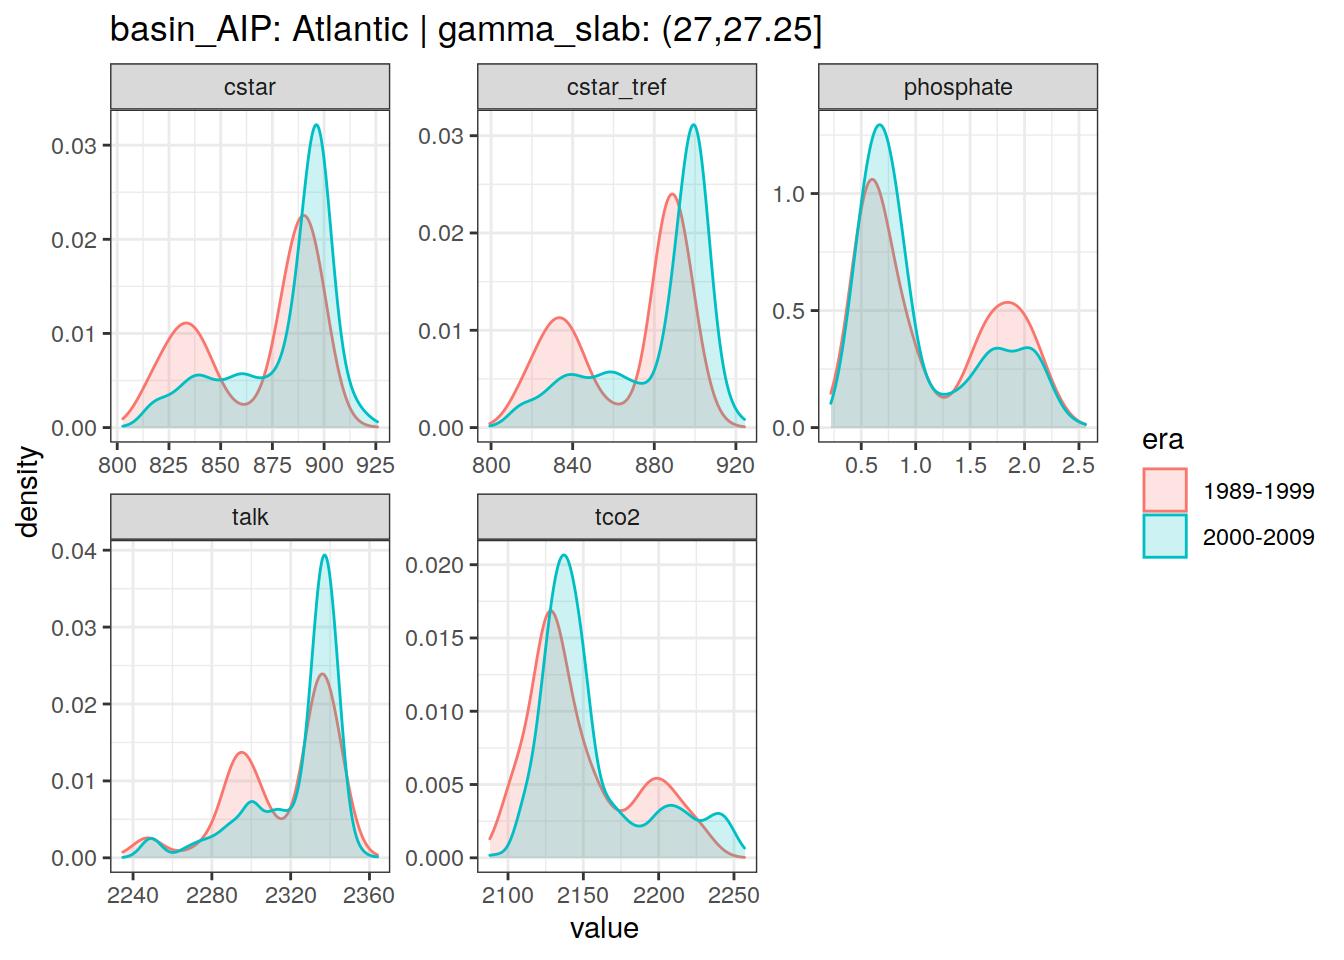 basin_AIP: Atlantic | gamma_slab: (27,27.25]
cstar
cstar_tref
phosphate
0.03
0.02
0.01
0.00
800 825 850 875 900 925
0.03
0.02
0.01
0.00
800 840 880 920
1.0
0.5
0.0
0.5 1.0 1.5 2.0 2.5
talk
tco2
0.04
0.03
0.02
0.01
0.00
2240 2280 2320 2360
0.020
0.015
0.010
0.005
0.000
2100 2150 2200 2250
density
value
era
1989-1999
2000-2009